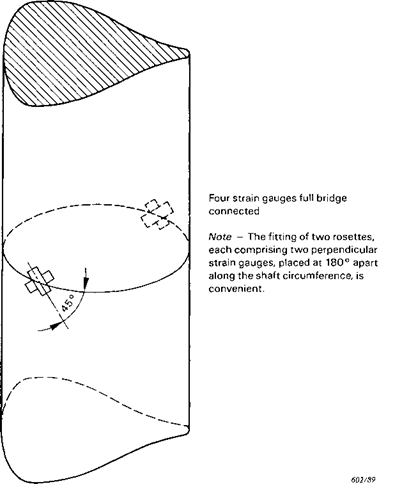 Four strain gauges full bridge
connected
Note – The fitting of two rosettes,
each comprising two perpendicular
strain gauges, placed at 180° apart
along the shaft circumference, is
convenient.
45°
602/89